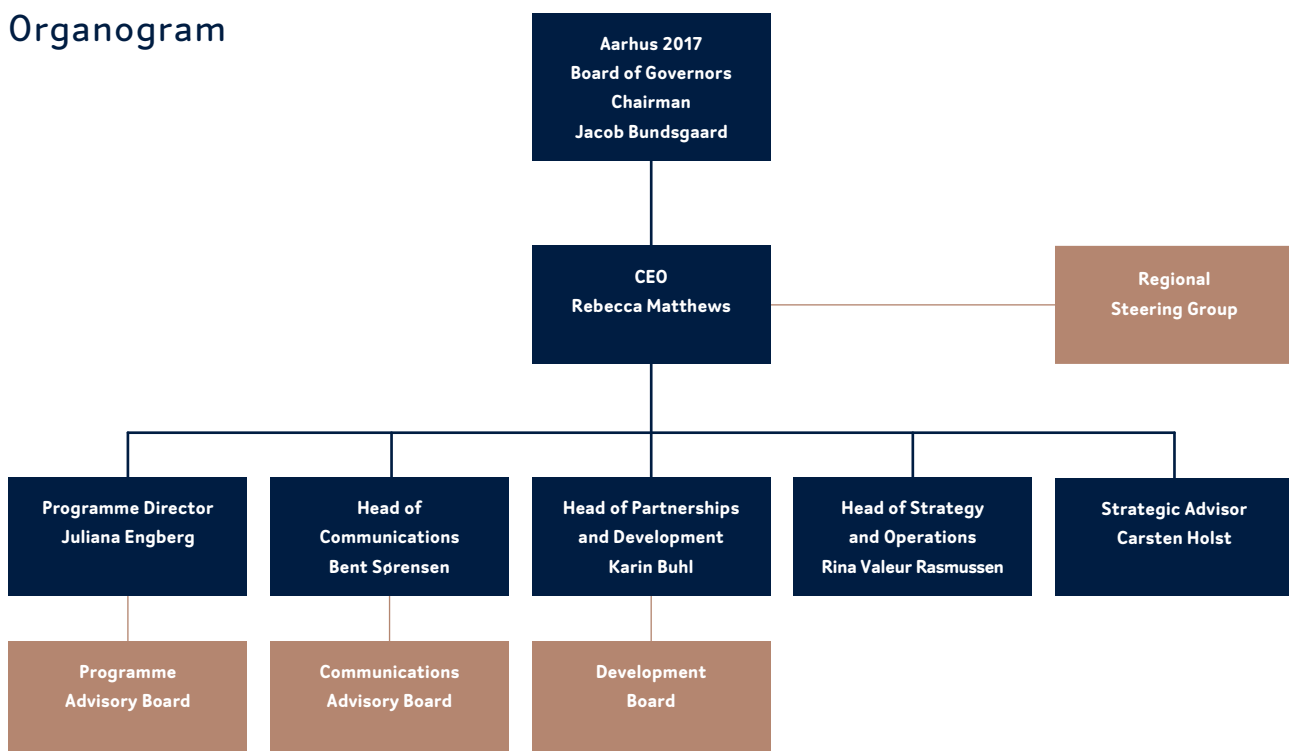 Organogram
Aarhus 2017
Board of Governors
Chairman
Jacob Bundsgaard
CEO
Rebecca Matthews
Regional
Steering Group
Programme Director
Juliana Engberg
Head of
Communications
Bent Sørensen
Head of Partnerships
and Development
Karin Buhl
Head of Strategy
and Operations
Rina Valeur Rasmussen
Strategic Advisor
Carsten Holst
Programme
Advisory Board
Communications
Advisory Board
Development
Board